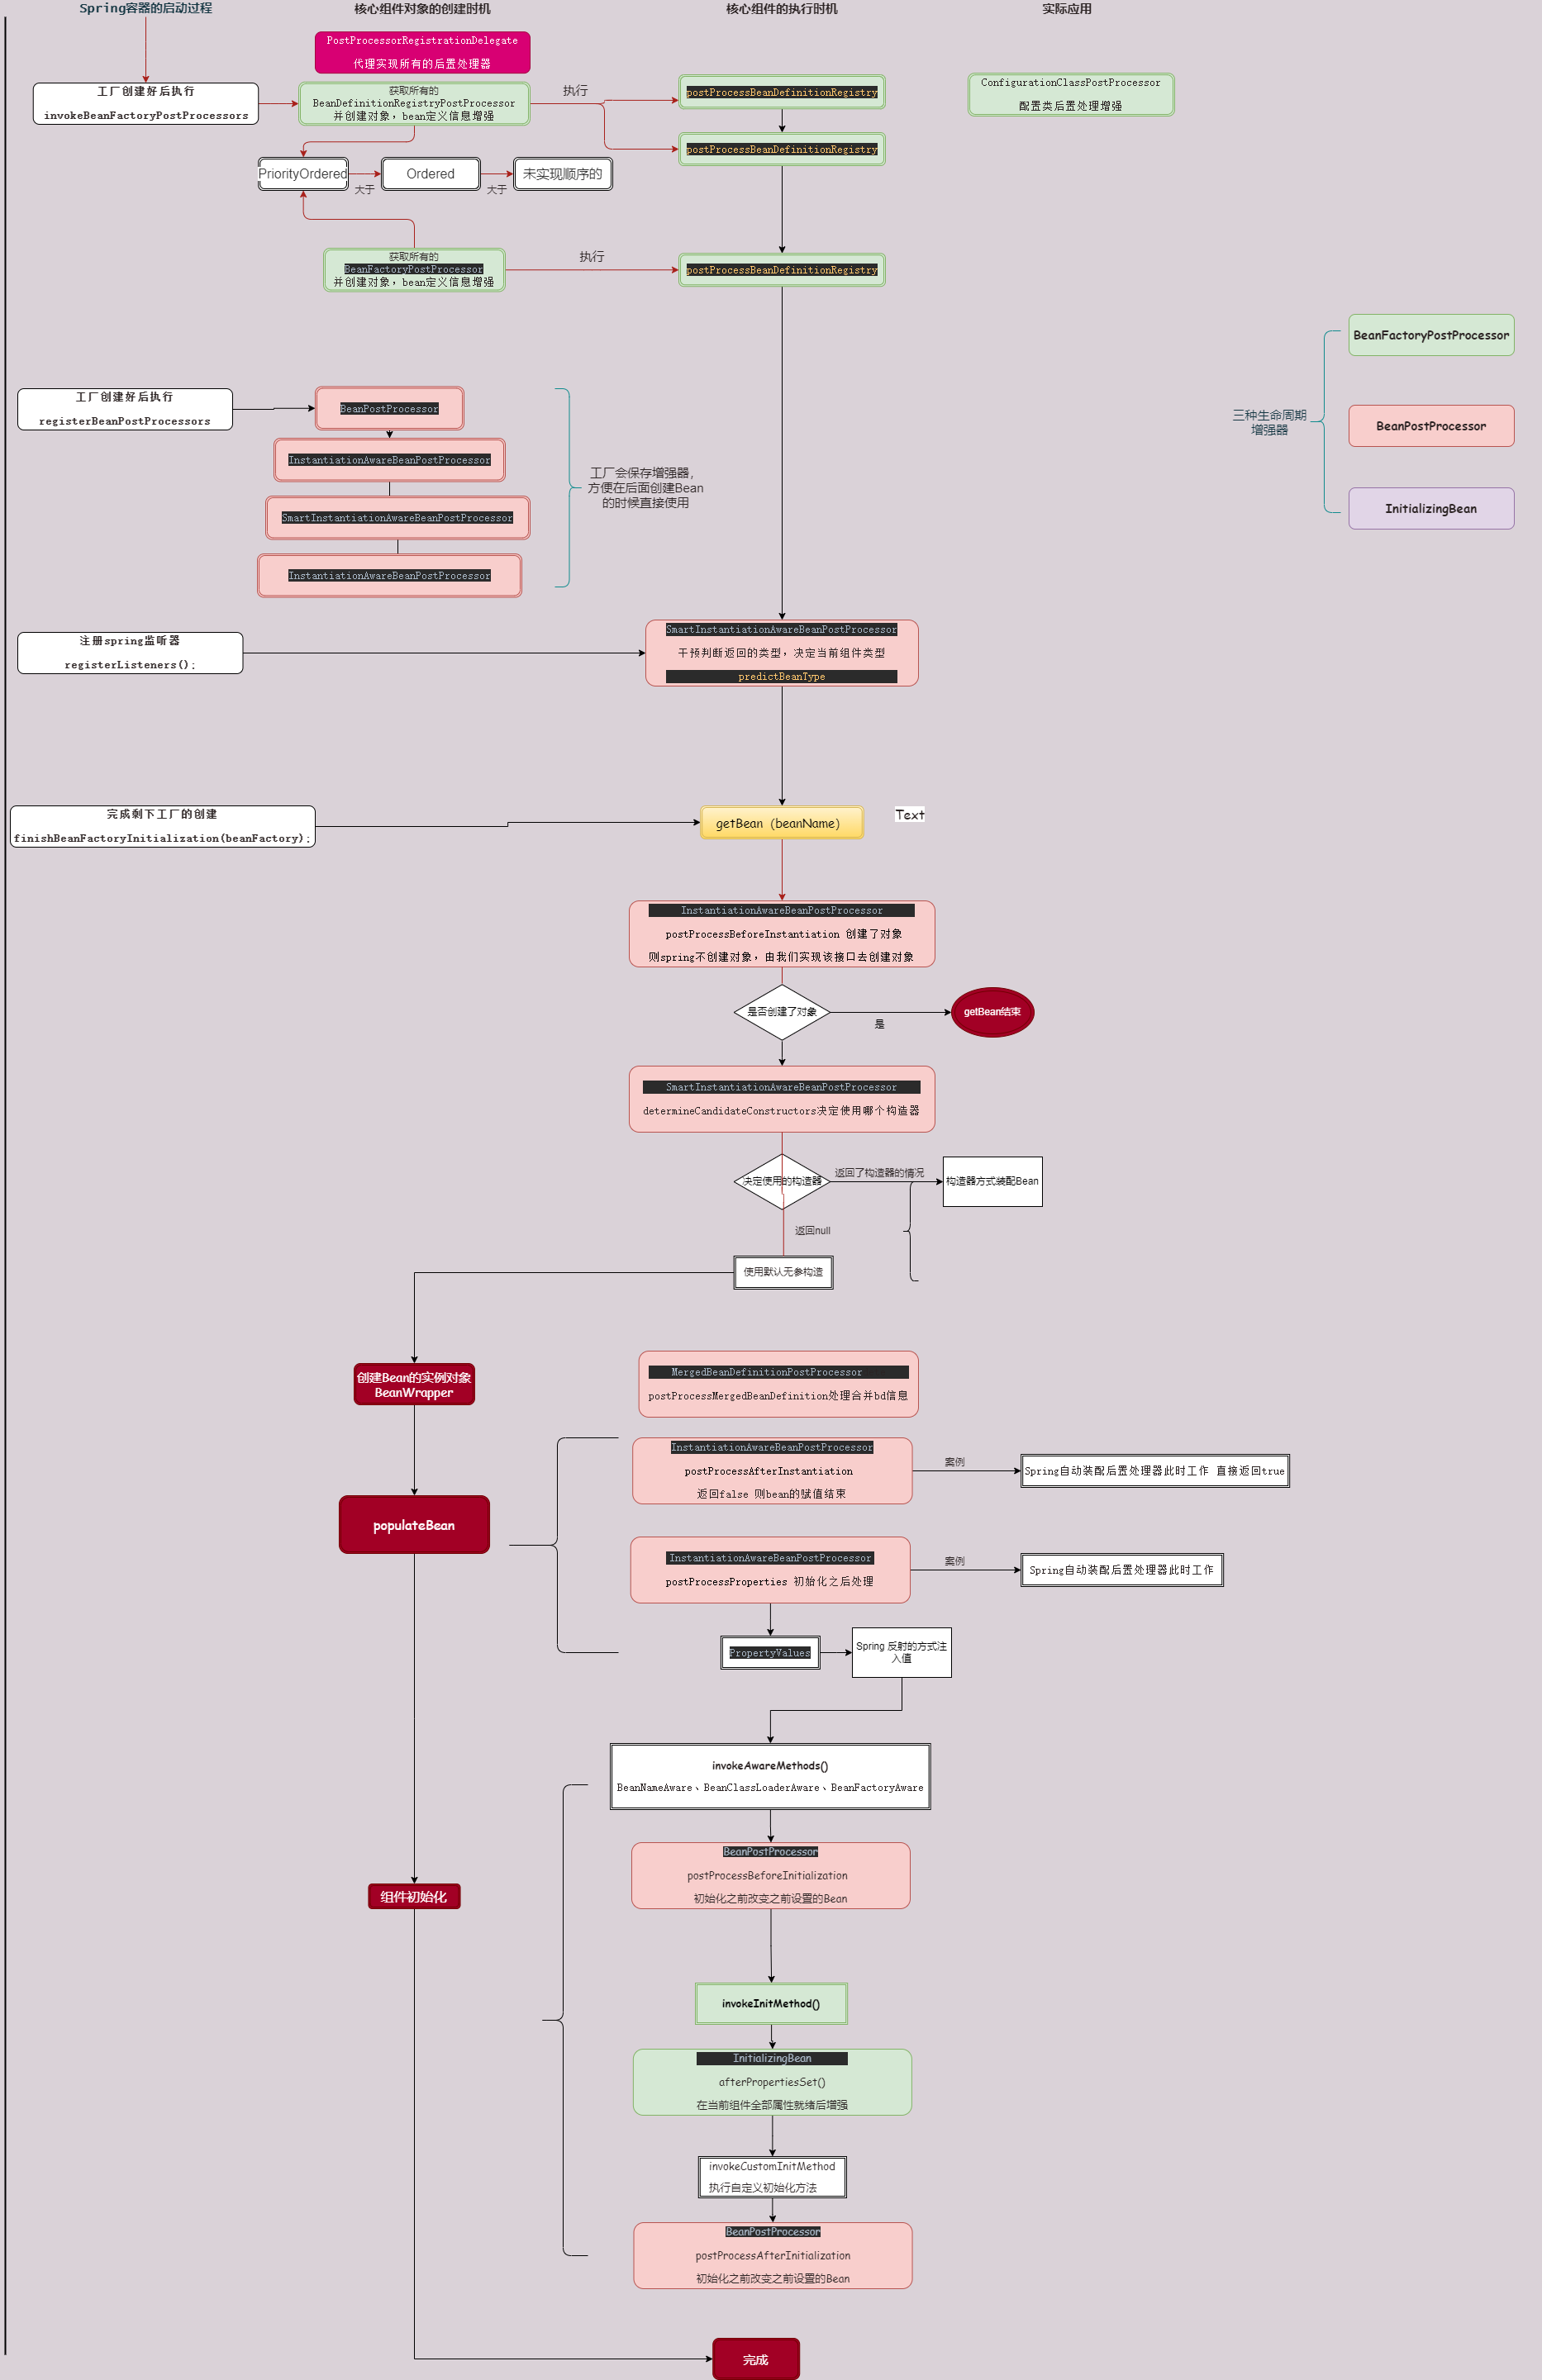 Spring容器的启动过程
核心组件对象的创建时机
核心组件的执行时机
实际应用
PostProcessorRegistrationDelegate
代理实现所有的后置处理器
工厂创建好后执行
invokeBeanFactoryPostProcessors
获取所有的
BeanDefinitionRegistryPostProcessor
并创建对象，bean定义信息增强
执行
postProcessBeanDefinitionRegistry
ConfigurationClassPostProcessor
配置类后置处理增强
postProcessBeanDefinitionRegistry
PriorityOrdered
大于
Ordered
大于
未实现顺序的
获取所有的
BeanFactoryPostProcessor
并创建对象，bean定义信息增强
执行
postProcessBeanDefinitionRegistry
三种生命周期
增强器
BeanFactoryPostProcessor
BeanPostProcessor
InitializingBean
工厂创建好后执行
registerBeanPostProcessors
BeanPostProcessor
InstantiationAwareBeanPostProcessor
SmartInstantiationAwareBeanPostProcessor
InstantiationAwareBeanPostProcessor
工厂会保存增强器，
方便在后面创建Bean
的时候直接使用
注册spring监听器
registerListeners();
SmartInstantiationAwareBeanPostProcessor
干预判断返回的类型，决定当前组件类型
predictBeanType
完成剩下工厂的创建
finishBeanFactoryInitialization(beanFactory);
getBean（beanName）
Text
InstantiationAwareBeanPostProcessor
postProcessBeforeInstantiation 创建了对象
则spring不创建对象，由我们实现该接口去创建对象
是否创建了对象
是
getBean结束
SmartInstantiationAwareBeanPostProcessor
determineCandidateConstructors决定使用哪个构造器
决定使用的构造器
返回了构造器的情况
构造器方式装配Bean
返回null
使用默认无参构造
创建Bean的实例对象
BeanWrapper
MergedBeanDefinitionPostProcessor
postProcessMergedBeanDefinition处理合并bd信息
InstantiationAwareBeanPostProcessor
postProcessAfterInstantiation
返回false 则bean的赋值结束
案例
Spring自动装配后置处理器此时工作 直接返回true
populateBean
InstantiationAwareBeanPostProcessor
postProcessProperties 初始化之后处理
案例
Spring自动装配后置处理器此时工作
PropertyValues
Spring 反射的方式注
入值
invokeAwareMethods()
BeanNameAware、BeanClassLoaderAware、BeanFactoryAware
BeanPostProcessor
postProcessBeforeInitialization
初始化之前改变之前设置的Bean
组件初始化
invokeInitMethod()
InitializingBean
afterPropertiesSet()
在当前组件全部属性就绪后增强
invokeCustomInitMethod
执行自定义初始化方法
BeanPostProcessor
postProcessAfterInitialization
初始化之前改变之前设置的Bean
完成